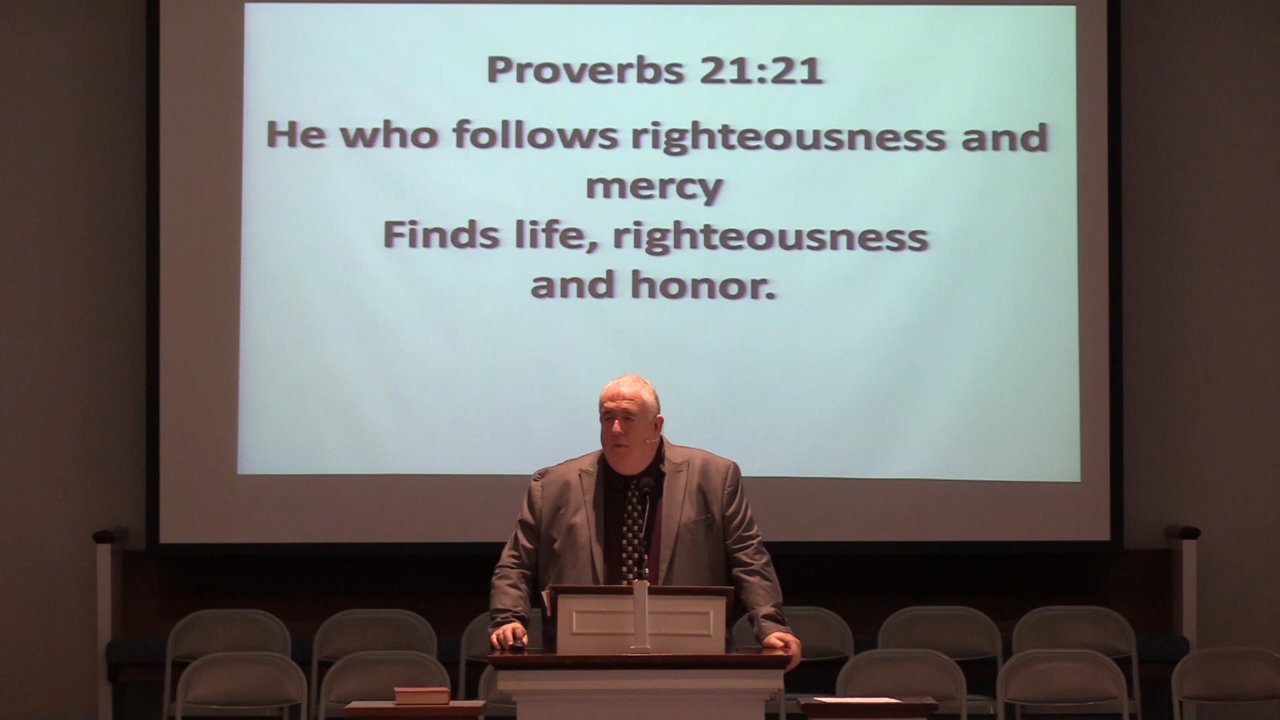 Proverbs 21:21
He who follows righteousness and
mercy
Finds life, righteousness
and honor.